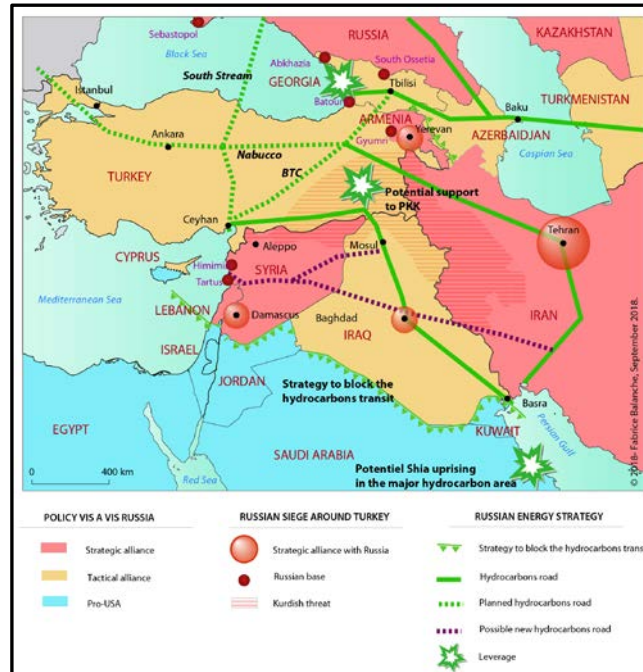 Sebastopol
Black Sea
RUSSIA
KAZAKHSTAN
Abkhazia
South Ossetia
South Stream
GEORGIA
Tbilisi
Istanbul
Batoum
Baku
TURKMENISTAN
ARMENIA
Gyumri
Yerevan
AZERBAIDJAN
Ankara
Nabucco
Caspian Sea
TURKEY
BTC
Potential support
to PKK
Ceyhan
Tehran
Mosul
Aleppo
CYPRUS
Himimia
SYRIA
Tartus
Mediterranean Sea
LEBANON
Damascus
Baghdad
IRAN
IRAQ
ISRAEL
Strategy to block the
hydrocarbons transit
JORDAN
Basra
EGYPT
KUWAIT
Persian Gulf
SAUDI ARABIA
Potentiel Shia uprising
in the major hydrocarbon area
0
400 km
Red Sea
© 2018- Fabrice Balanche, September 2018.
POLICY VIS A VIS RUSSIA
Strategic alliance
Tactical alliance
Pro-USA
RUSSIAN SIEGE AROUND TURKEY
Strategic alliance with Russia
Russian base
Kurdish threat
RUSSIAN ENERGY STRATEGY
Strategy to block the hydrocarbons trans
Hydrocarbons road
Planned hydrocarbons road
Possible new hydrocarbons road
Leverage